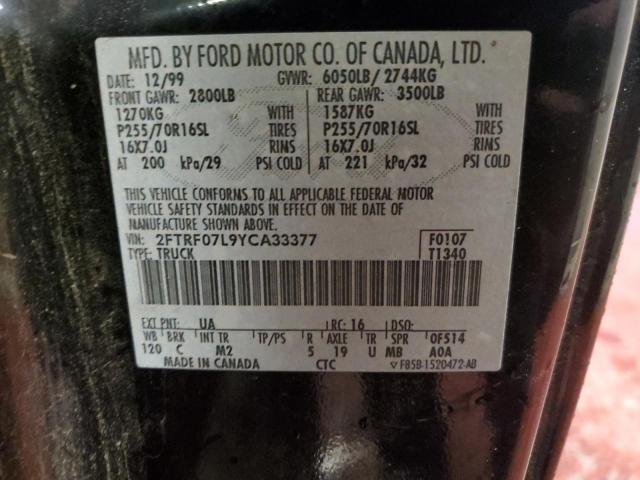 MFD. BY FORD MOTOR CO. OF CANADA, LTD.
DATE: 12/99 GVWR: 6050LB/ 2744KG
FRONT GAWR: 2800LB REAR GAWR: 3500LB
1270KG WITH 1587KG WITH
P255/70R16SL TIRES P255/70R16SL TIRES
16X7.0J RIMS 16X7.0J RIMS
AT 200 kPa/29 PSI COLD AT 221 kPa/32 PSI COLD
THIS VEHICLE CONFORMS TO ALL APPLICABLE FEDERAL MOTOR
VEHICLE SAFETY STANDARDS IN EFFECT ON THE DATE OF
MANUFACTURE SHOWN ABOVE.
VIN: 2FTRF07L9YCA33377 F0107
TYPE: TRUCK T1340
EXT PNT: UA RC: 16 DSO:
WB BRK INT TR TP/PS R AXLE TR SPR OF514
120 C M2 5 19 U MB A0A
MADE IN CANADA CTC ▽ F85B-1520472-AB